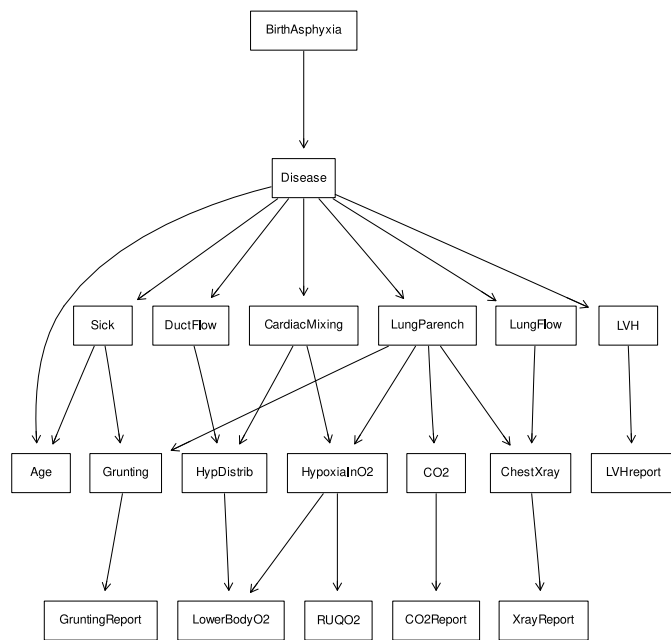 BirthAsphyxia
Disease
Sick
DuctFlow
CardiacMixing
LungParench
LungFlow
LVH
Age
Grunting
HypDistrib
HypoxiaInO2
CO2
ChestXray
LVHreport
GruntingReport
LowerBodyO2
RUQO2
CO2Report
XrayReport